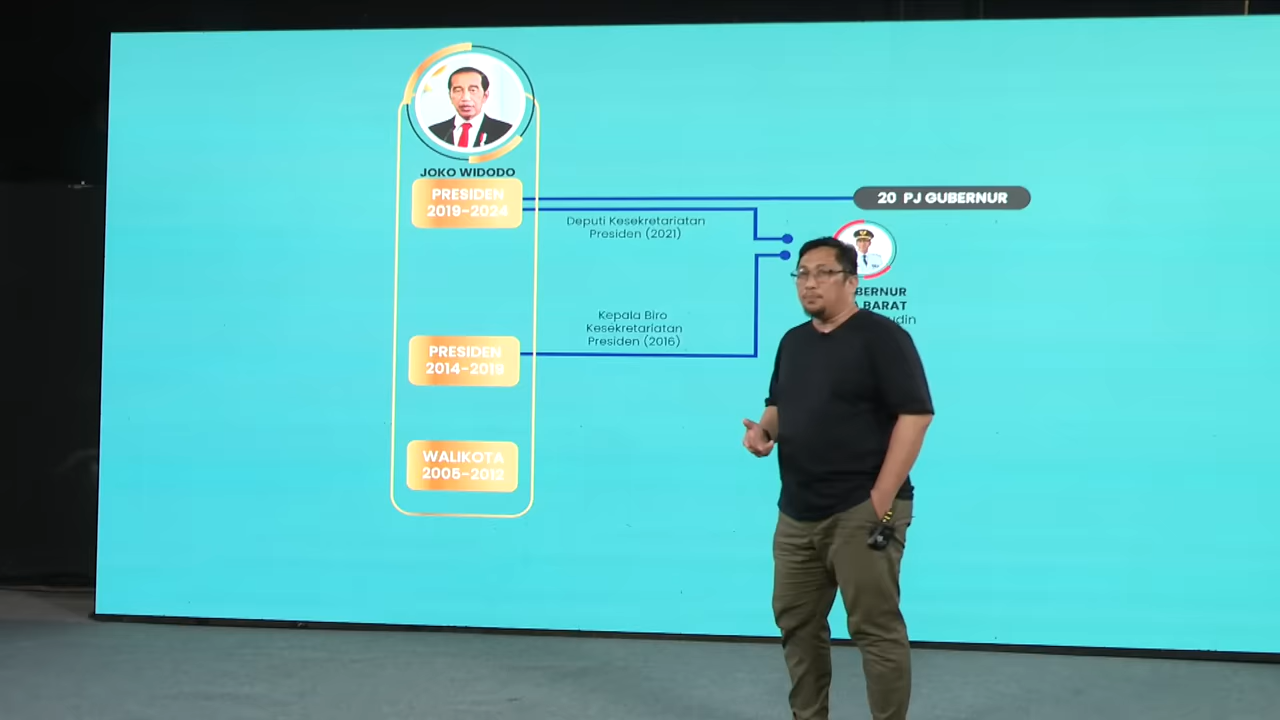 JOKO WIDODO
PRESIDEN
2019-2024
20 PJ GUBERNUR
Deputi Kesekretariatan
Presiden (2021)
BERNUR
BARAT
udin
Kepala Biro
Kesekretariatan
Presiden (2016)
PRESIDEN
2014-2019
WALIKOTA
2005-2012